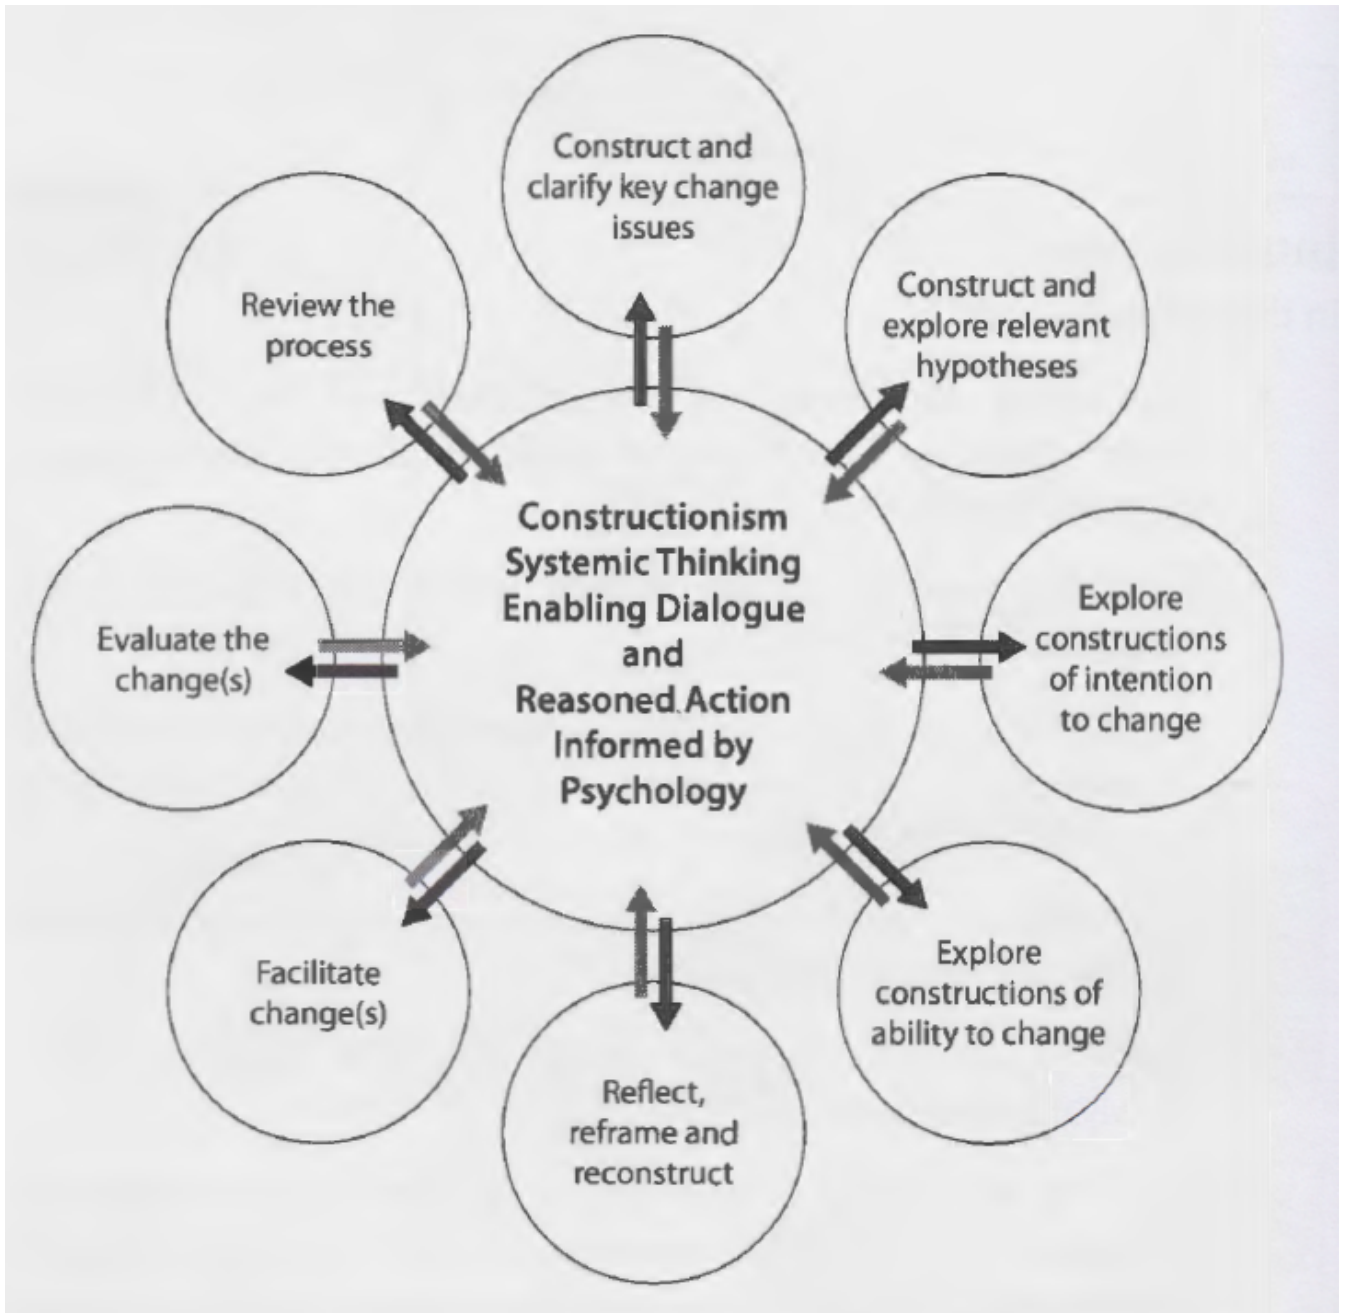 Construct and
clarify key change
issues
Construct and
explore relevant
hypotheses
Explore
constructions
of intention
to change
Explore
constructions of
ability to change
Reflect,
reframe and
reconstruct
Facilitate
change(s)
Evaluate the
change(s)
Review the
process
Constructionism
Systemic Thinking
Enabling Dialogue
and
Reasoned Action
Informed by
Psychology